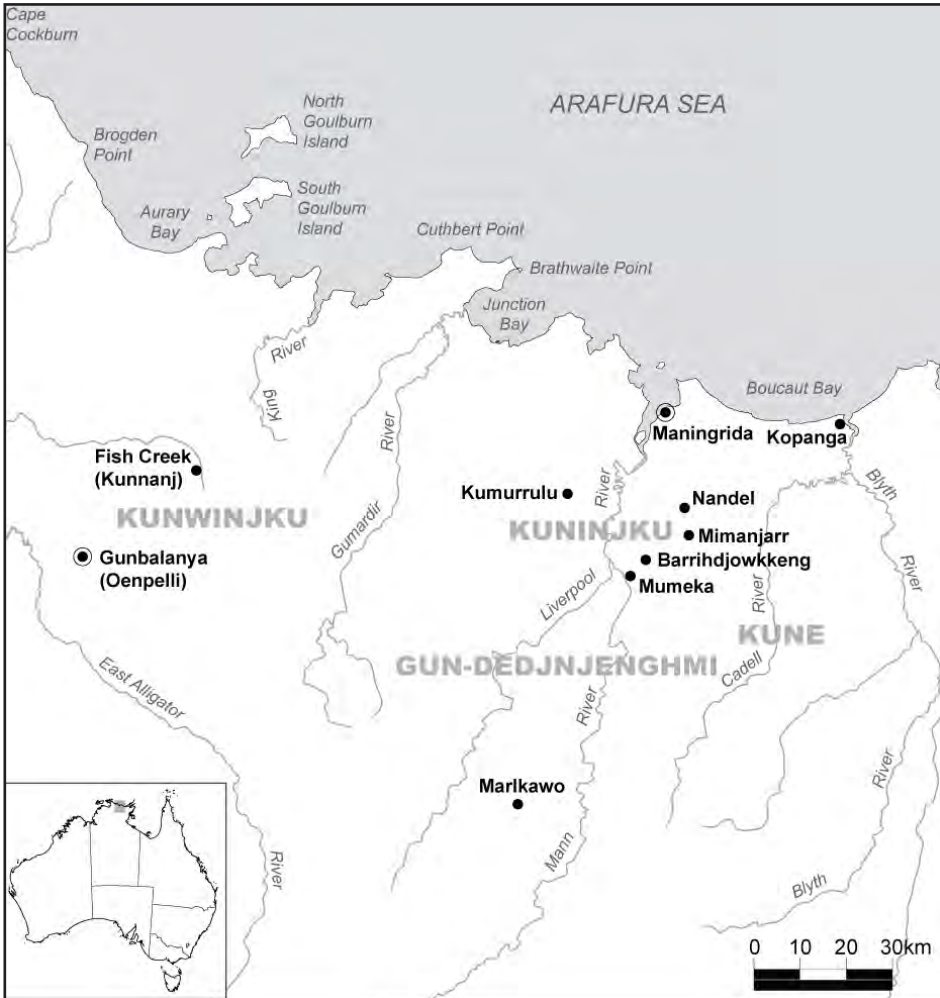 Cape
Cockburn
ARAFURA SEA
North
Goulburn
Island
Brogden
Point
South
Goulburn
Island
Aurary
Bay
Cuthbert Point
Brathwaite Point
Junction
Bay
River
King
Boucaut Bay
Maningrida
Kopanga
River
Fish Creek
(Kunnanj)
Kumurrulu
River
Blyth
Nandel
KUNWINJKU
KUNINJKU
Mimanjarr
Gumardir
Gunbalanya
(Oenpelli)
Barrihdjowkkeng
River
River
Mumeka
Liverpool
KUNE
GUN-DEDJNJENGHMI
Cadell
East Alligator
River
River
Marlkawo
Mann
River
Blyth
0 10 20 30km